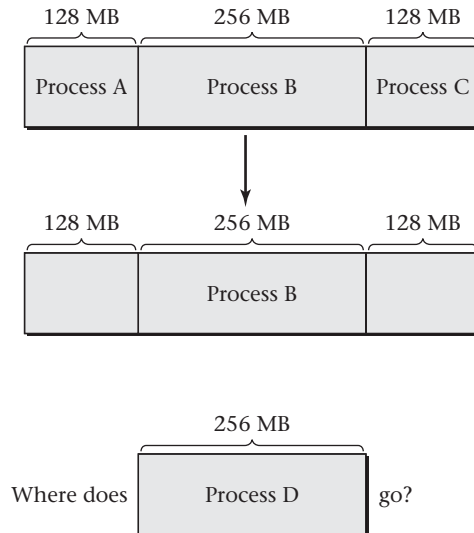 128 MB 256 MB 128 MB
Process A Process B Process C
128 MB 256 MB 128 MB
Process B
256 MB
Where does Process D go?